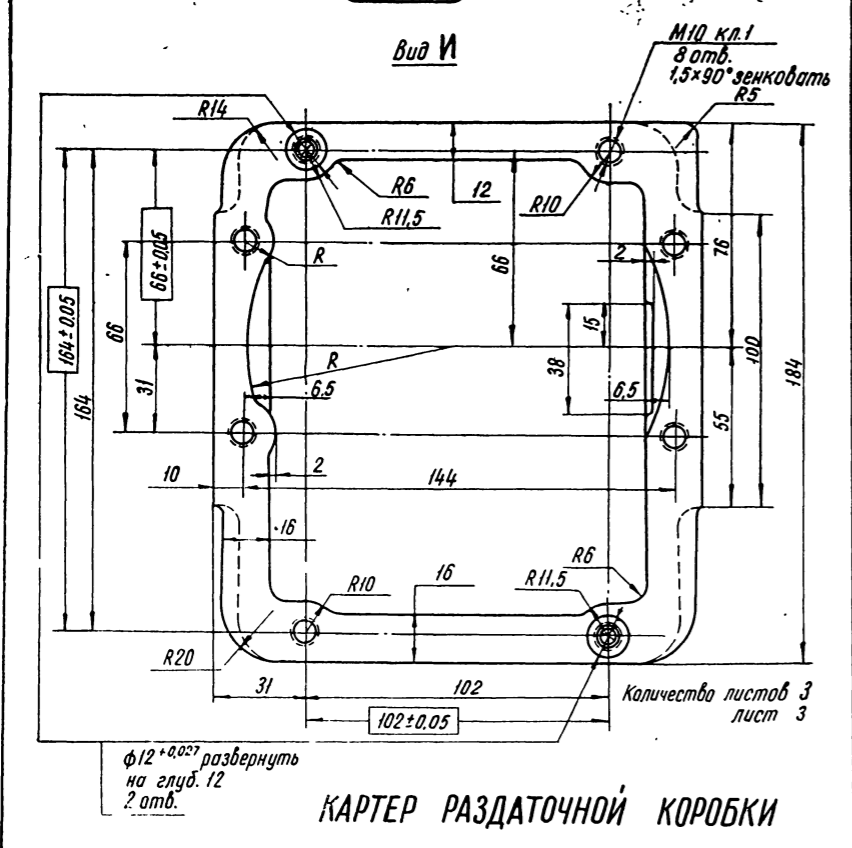 Вид И
М10 кл.1
8 отв.
1,5×90° зенковать
R14
R5
R6
12
R10
R11,5
R
2
76
66±0,05
66
66
164±0.05
15
38
100
184
164
31
R
6,5
6,5
55
2
10
144
16
R6
R10
16
R11,5
R20
31
102
Количество листов 3
лист 3
102±0,05
ϕ12 +0,027 развернуть
на глуб. 12
2 отв.
КАРТЕР РАЗДАТОЧНОЙ КОРОБКИ